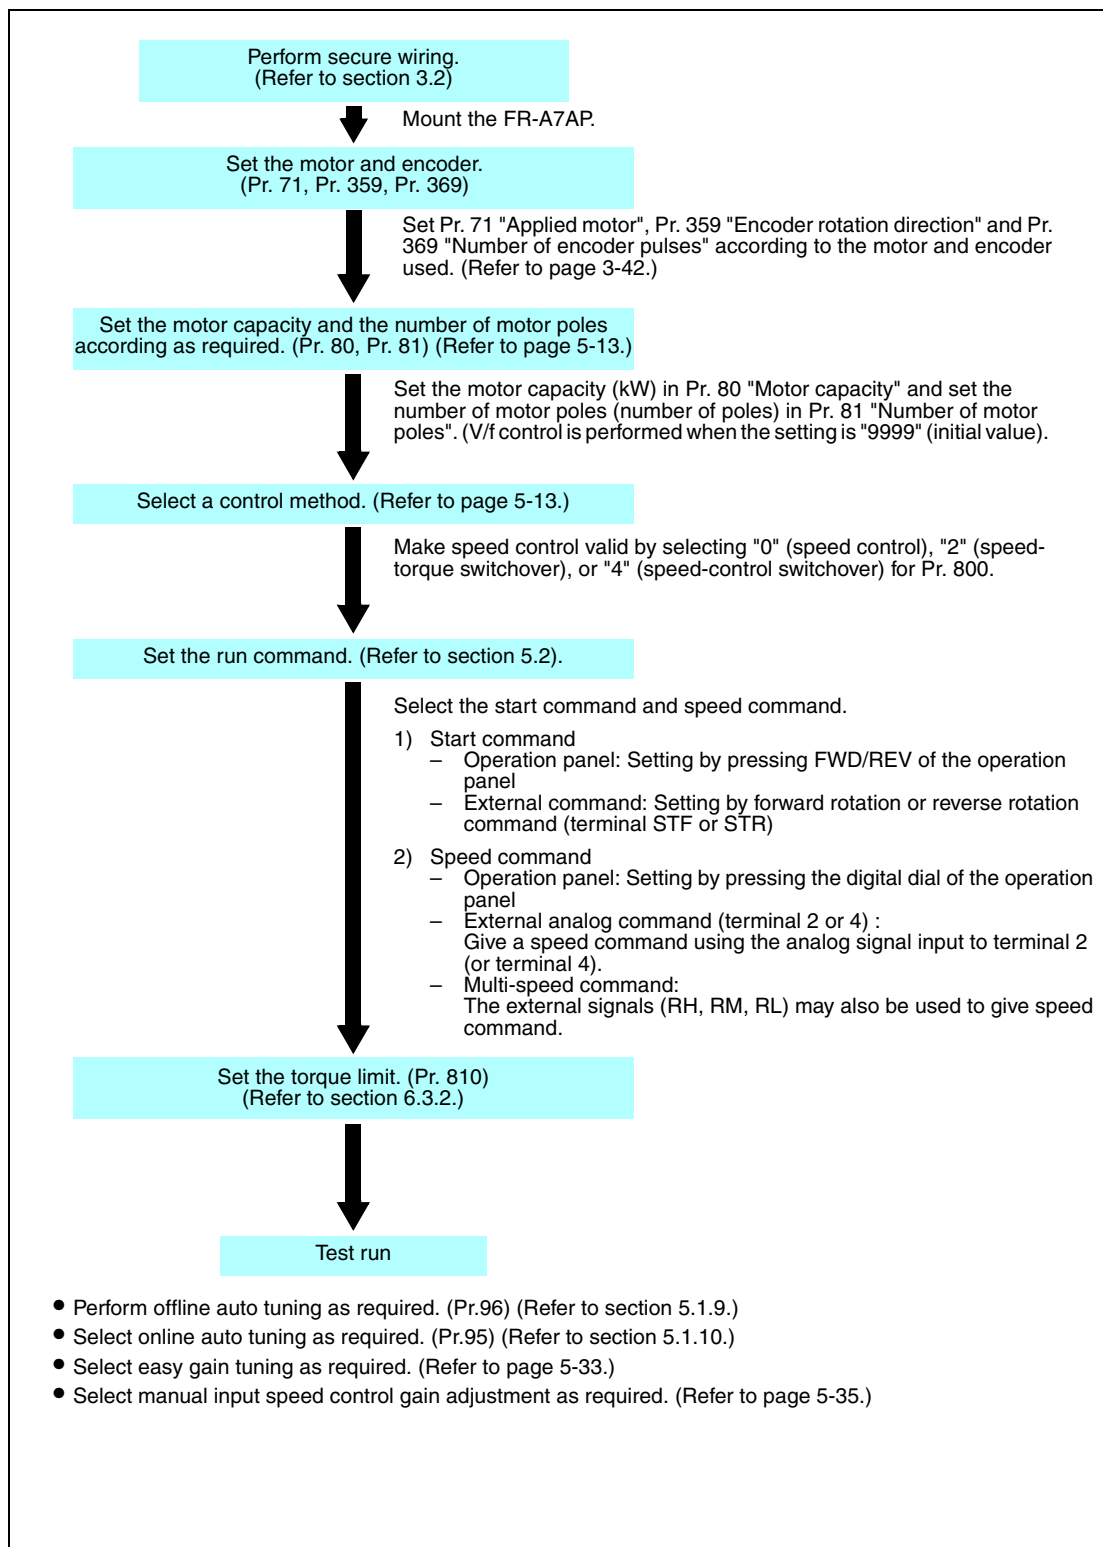 Perform secure wiring.
(Refer to section 3.2)
Mount the FR-A7AP.
Set the motor and encoder.
(Pr. 71, Pr. 359, Pr. 369)
Set Pr. 71 "Applied motor", Pr. 359 "Encoder rotation direction" and Pr.
369 "Number of encoder pulses" according to the motor and encoder
used. (Refer to page 3-42.)
Set the motor capacity and the number of motor poles
according as required. (Pr. 80, Pr. 81) (Refer to page 5-13.)
Set the motor capacity (kW) in Pr. 80 "Motor capacity" and set the
number of motor poles (number of poles) in Pr. 81 "Number of motor
poles". (V/f control is performed when the setting is "9999" (initial value).
Select a control method. (Refer to page 5-13.)
Make speed control valid by selecting "0" (speed control), "2" (speed-
torque switchover), or "4" (speed-control switchover) for Pr. 800.
Set the run command. (Refer to section 5.2).
Select the start command and speed command.
1) Start command
– Operation panel: Setting by pressing FWD/REV of the operation
panel
– External command: Setting by forward rotation or reverse rotation
command (terminal STF or STR)
2) Speed command
– Operation panel: Setting by pressing the digital dial of the operation
panel
– External analog command (terminal 2 or 4) :
Give a speed command using the analog signal input to terminal 2
(or terminal 4).
– Multi-speed command:
The external signals (RH, RM, RL) may also be used to give speed
command.
Set the torque limit. (Pr. 810)
(Refer to section 6.3.2.)
Test run
● Perform offline auto tuning as required. (Pr.96) (Refer to section 5.1.9.)
● Select online auto tuning as required. (Pr.95) (Refer to section 5.1.10.)
● Select easy gain tuning as required. (Refer to page 5-33.)
● Select manual input speed control gain adjustment as required. (Refer to page 5-35.)